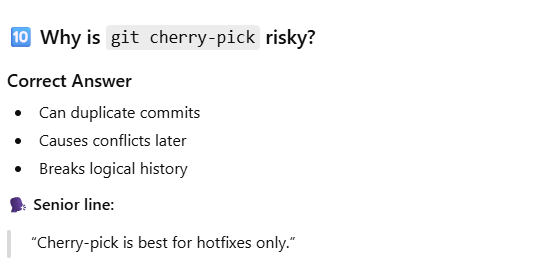 🔟 Why is git cherry-pick risky?
Correct Answer
• Can duplicate commits
• Causes conflicts later
• Breaks logical history
🗣️ Senior line:
“Cherry-pick is best for hotfixes only.”